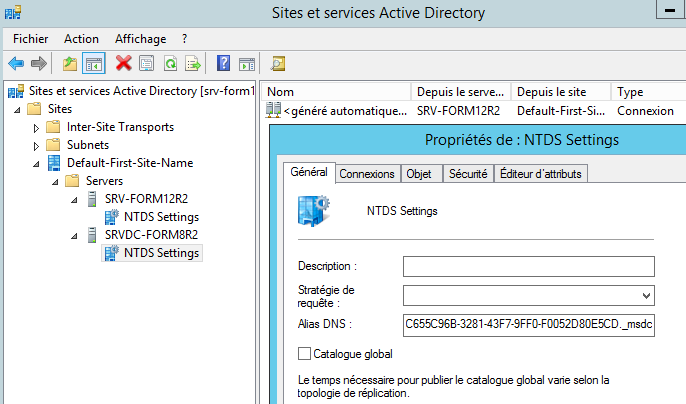 Sites et services Active Directory
Fichier Action Affichage ?
Sites et services Active Directory [srv-form1
Sites
Inter-Site Transports
Subnets
Default-First-Site-Name
Servers
SRV-FORM12R2
NTDS Settings
SRVDC-FORM8R2
NTDS Settings
Nom Depuis le serve... Depuis le site Type
<généré automatique... SRV-FORM12R2 Default-First-Si... Connexion
Propriétés de : NTDS Settings
Général Connexions Objet Sécurité Éditeur d'attributs
NTDS Settings
Description :
Stratégie de
requête :
Alias DNS : C655C96B-3281-43F7-9FF0-F0052D80E5CD._msdc
Catalogue global
Le temps nécessaire pour publier le catalogue global varie selon la
topologie de réplication.